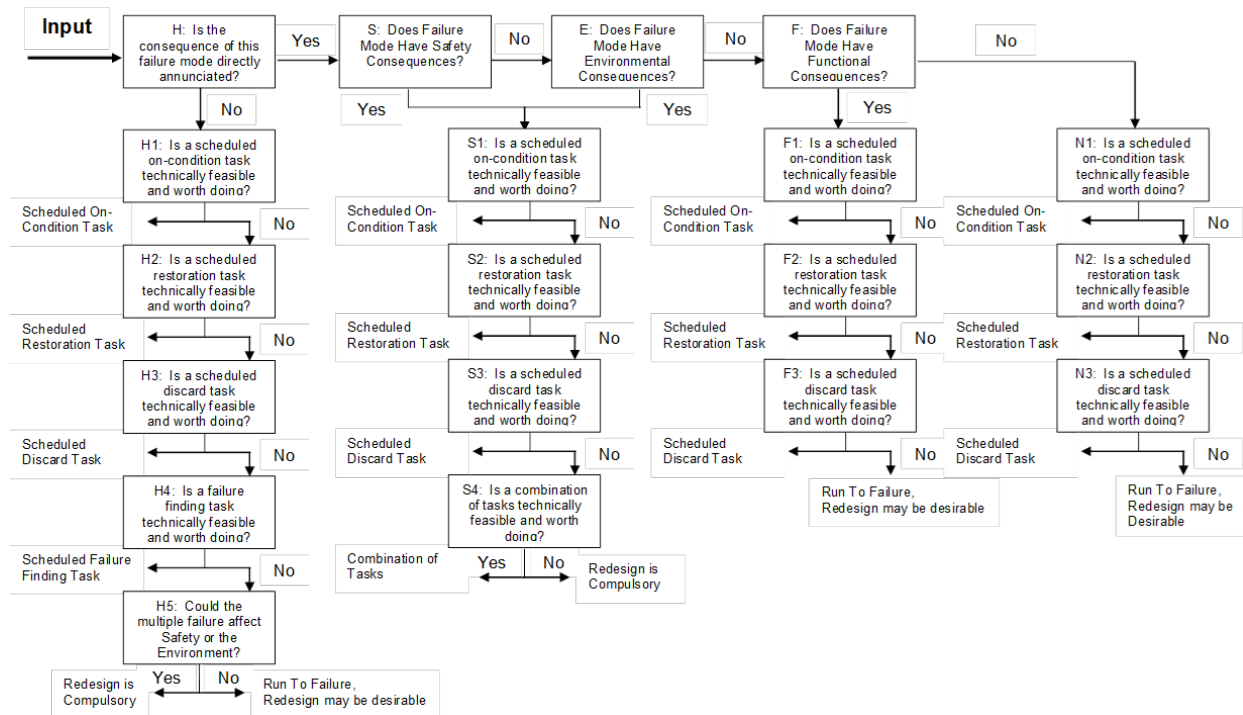 Input
H: Is the
consequence of this
failure mode directly
annunciated?
Yes
S: Does Failure
Mode Have Safety
Consequences?
No
E: Does Failure
Mode Have
Environmental
Consequences?
No
F: Does Failure
Mode Have
Functional
Consequences?
No
No
Yes
Yes
Yes
H1: Is a scheduled
on-condition task
technically feasible
and worth doing?
S1: Is a scheduled
on-condition task
technically feasible
and worth doing?
F1: Is a scheduled
on-condition task
technically feasible
and worth doing?
N1: Is a scheduled
on-condition task
technically feasible
and worth doing?
Scheduled On-
Condition Task
No
Scheduled On-
Condition Task
No
Scheduled On-
Condition Task
No
Scheduled On-
Condition Task
No
H2: Is a scheduled
restoration task
technically feasible
and worth doing?
S2: Is a scheduled
restoration task
technically feasible
and worth doing?
F2: Is a scheduled
restoration task
technically feasible
and worth doing?
N2: Is a scheduled
restoration task
technically feasible
and worth doing?
Scheduled
Restoration Task
No
Scheduled
Restoration Task
No
Scheduled
Restoration Task
No
Scheduled
Restoration Task
No
H3: Is a scheduled
discard task
technically feasible
and worth doing?
S3: Is a scheduled
discard task
technically feasible
and worth doing?
F3: Is a scheduled
discard task
technically feasible
and worth doing?
N3: Is a scheduled
discard task
technically feasible
and worth doing?
Scheduled
Discard Task
No
Scheduled
Discard Task
No
Scheduled
Discard Task
No
Scheduled
Discard Task
No
H4: Is a failure
finding task
technically feasible
and worth doing?
S4: Is a combination
of tasks technically
feasible and worth
doing?
Run To Failure,
Redesign may be desirable
Run To Failure,
Redesign may be
Desirable
Scheduled Failure
Finding Task
No
Combination of
Tasks
Yes
No
Redesign is
Compulsory
H5: Could the
multiple failure affect
Safety or the
Environment?
Redesign is
Compulsory
Yes
No
Run To Failure,
Redesign may be desirable